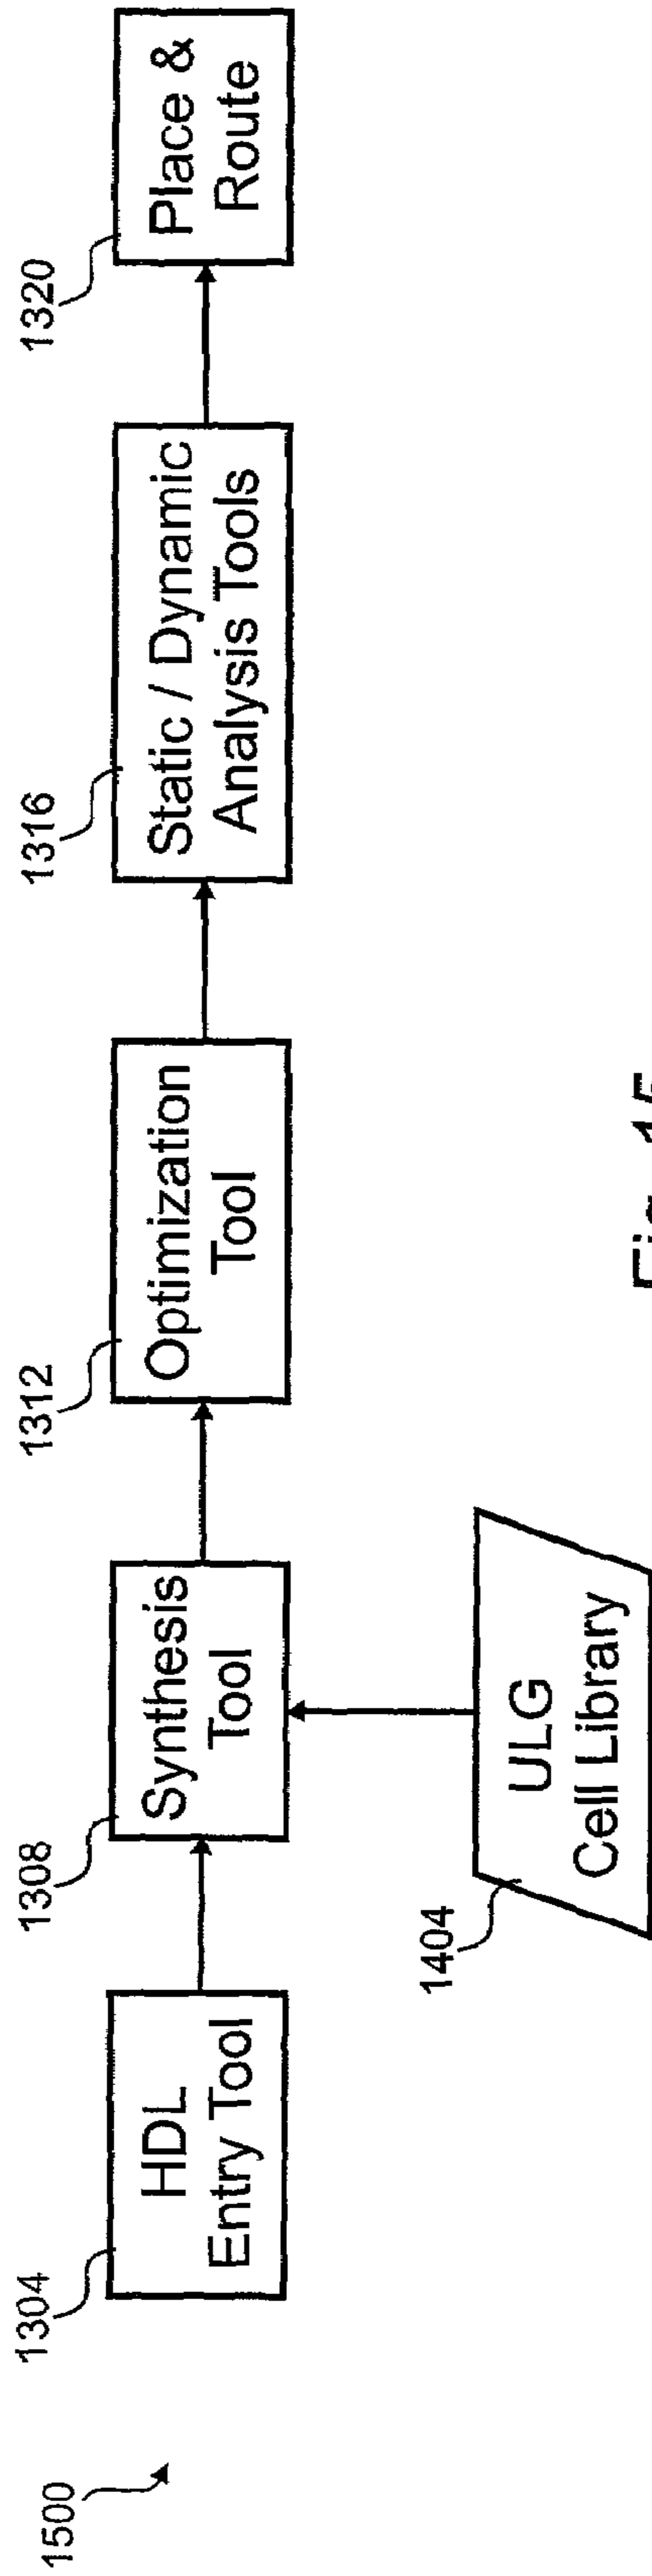 1500
1304
HDL
Entry Tool
1308
Synthesis
Tool
1404
ULG
Cell Library
1312
Optimization
Tool
1316
Static / Dynamic
Analysis Tools
1320
Place &
Route